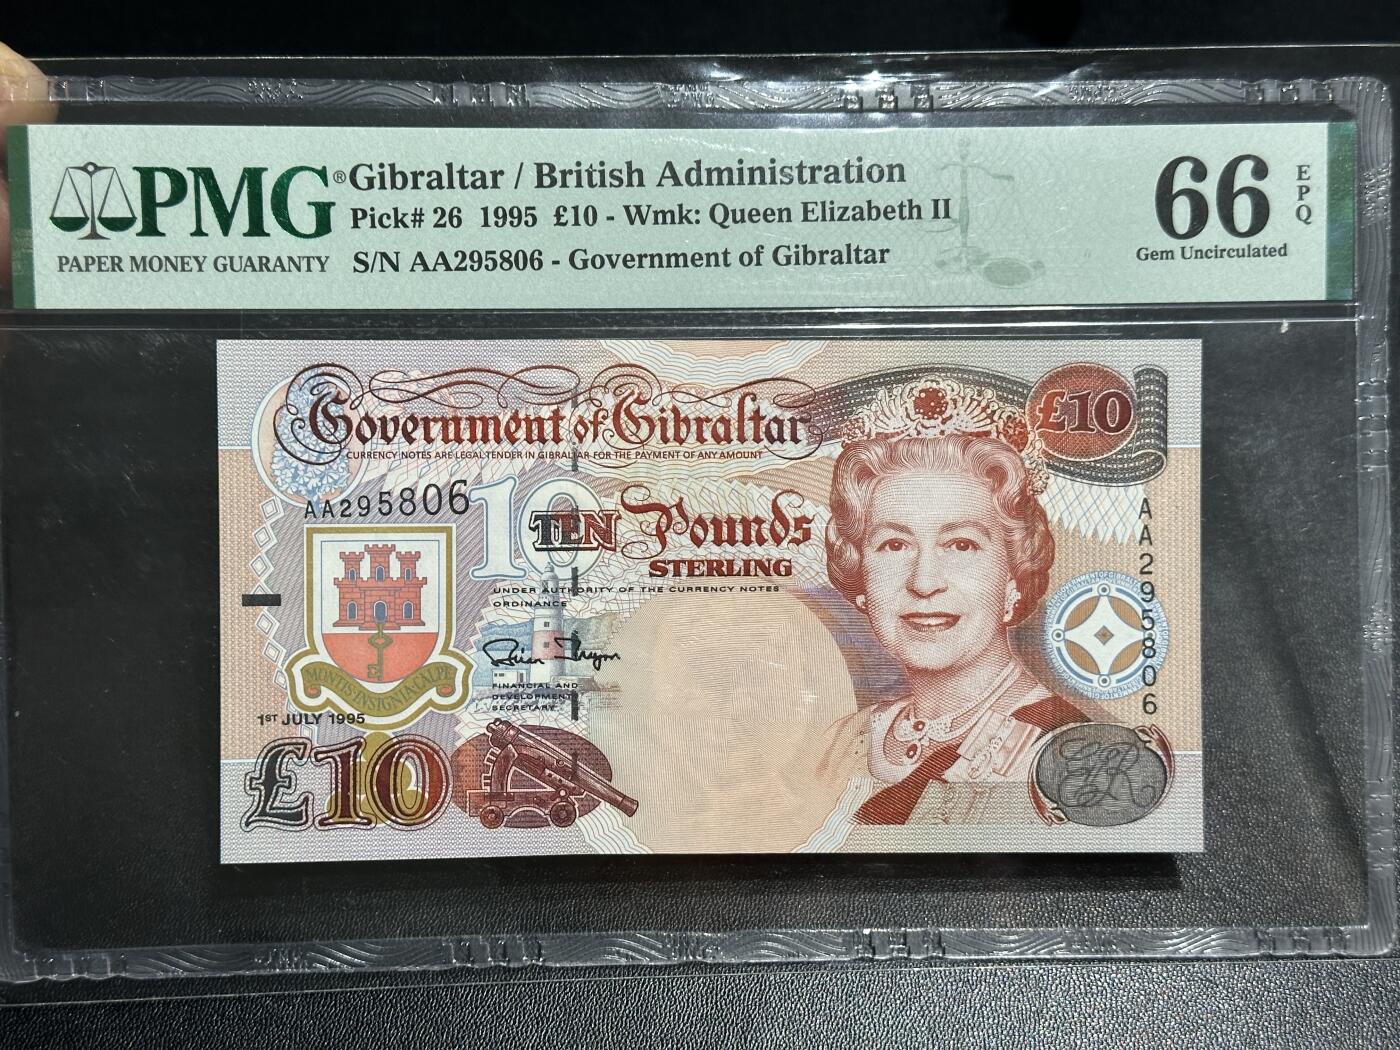 PMG® Gibraltar / British Administration
Pick# 26 1995 £10 - Wmk: Queen Elizabeth II
PAPER MONEY GUARANTY
S/N AA295806 - Government of Gibraltar
66 EPQ
Gem Uncirculated
Government of Gibraltar
£10
CURRENCY NOTES ARE LEGAL TENDER IN GIBRALTAR FOR THE PAYMENT OF ANY AMOUNT
AA295806
10
TEN Pounds
STERLING
AA295806
UNDER AUTHORITY OF THE CURRENCY NOTES
ORDINANCE
FINANCIAL AND
DEVELOPMENT
SECRETARY
MONTIS INSIGNIA CALPE
1ST JULY 1995
£10